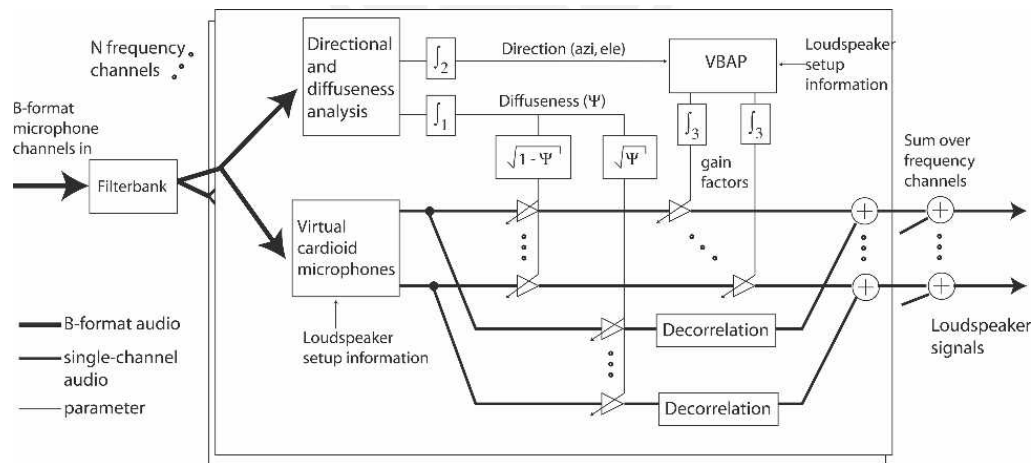 N frequency
channels
B-format
microphone
channels in
Filterbank
Directional
and
diffuseness
analysis
∫2
∫1
Direction (azi, ele)
Diffuseness (Ψ)
VBAP
Loudspeaker
setup
information
√1 - Ψ
√Ψ
∫3
∫3
gain
factors
Sum over
frequency
channels
Virtual
cardioid
microphones
+
+
+
+
Loudspeaker
setup information
Decorrelation
Decorrelation
Loudspeaker
signals
B-format audio
single-channel
audio
parameter